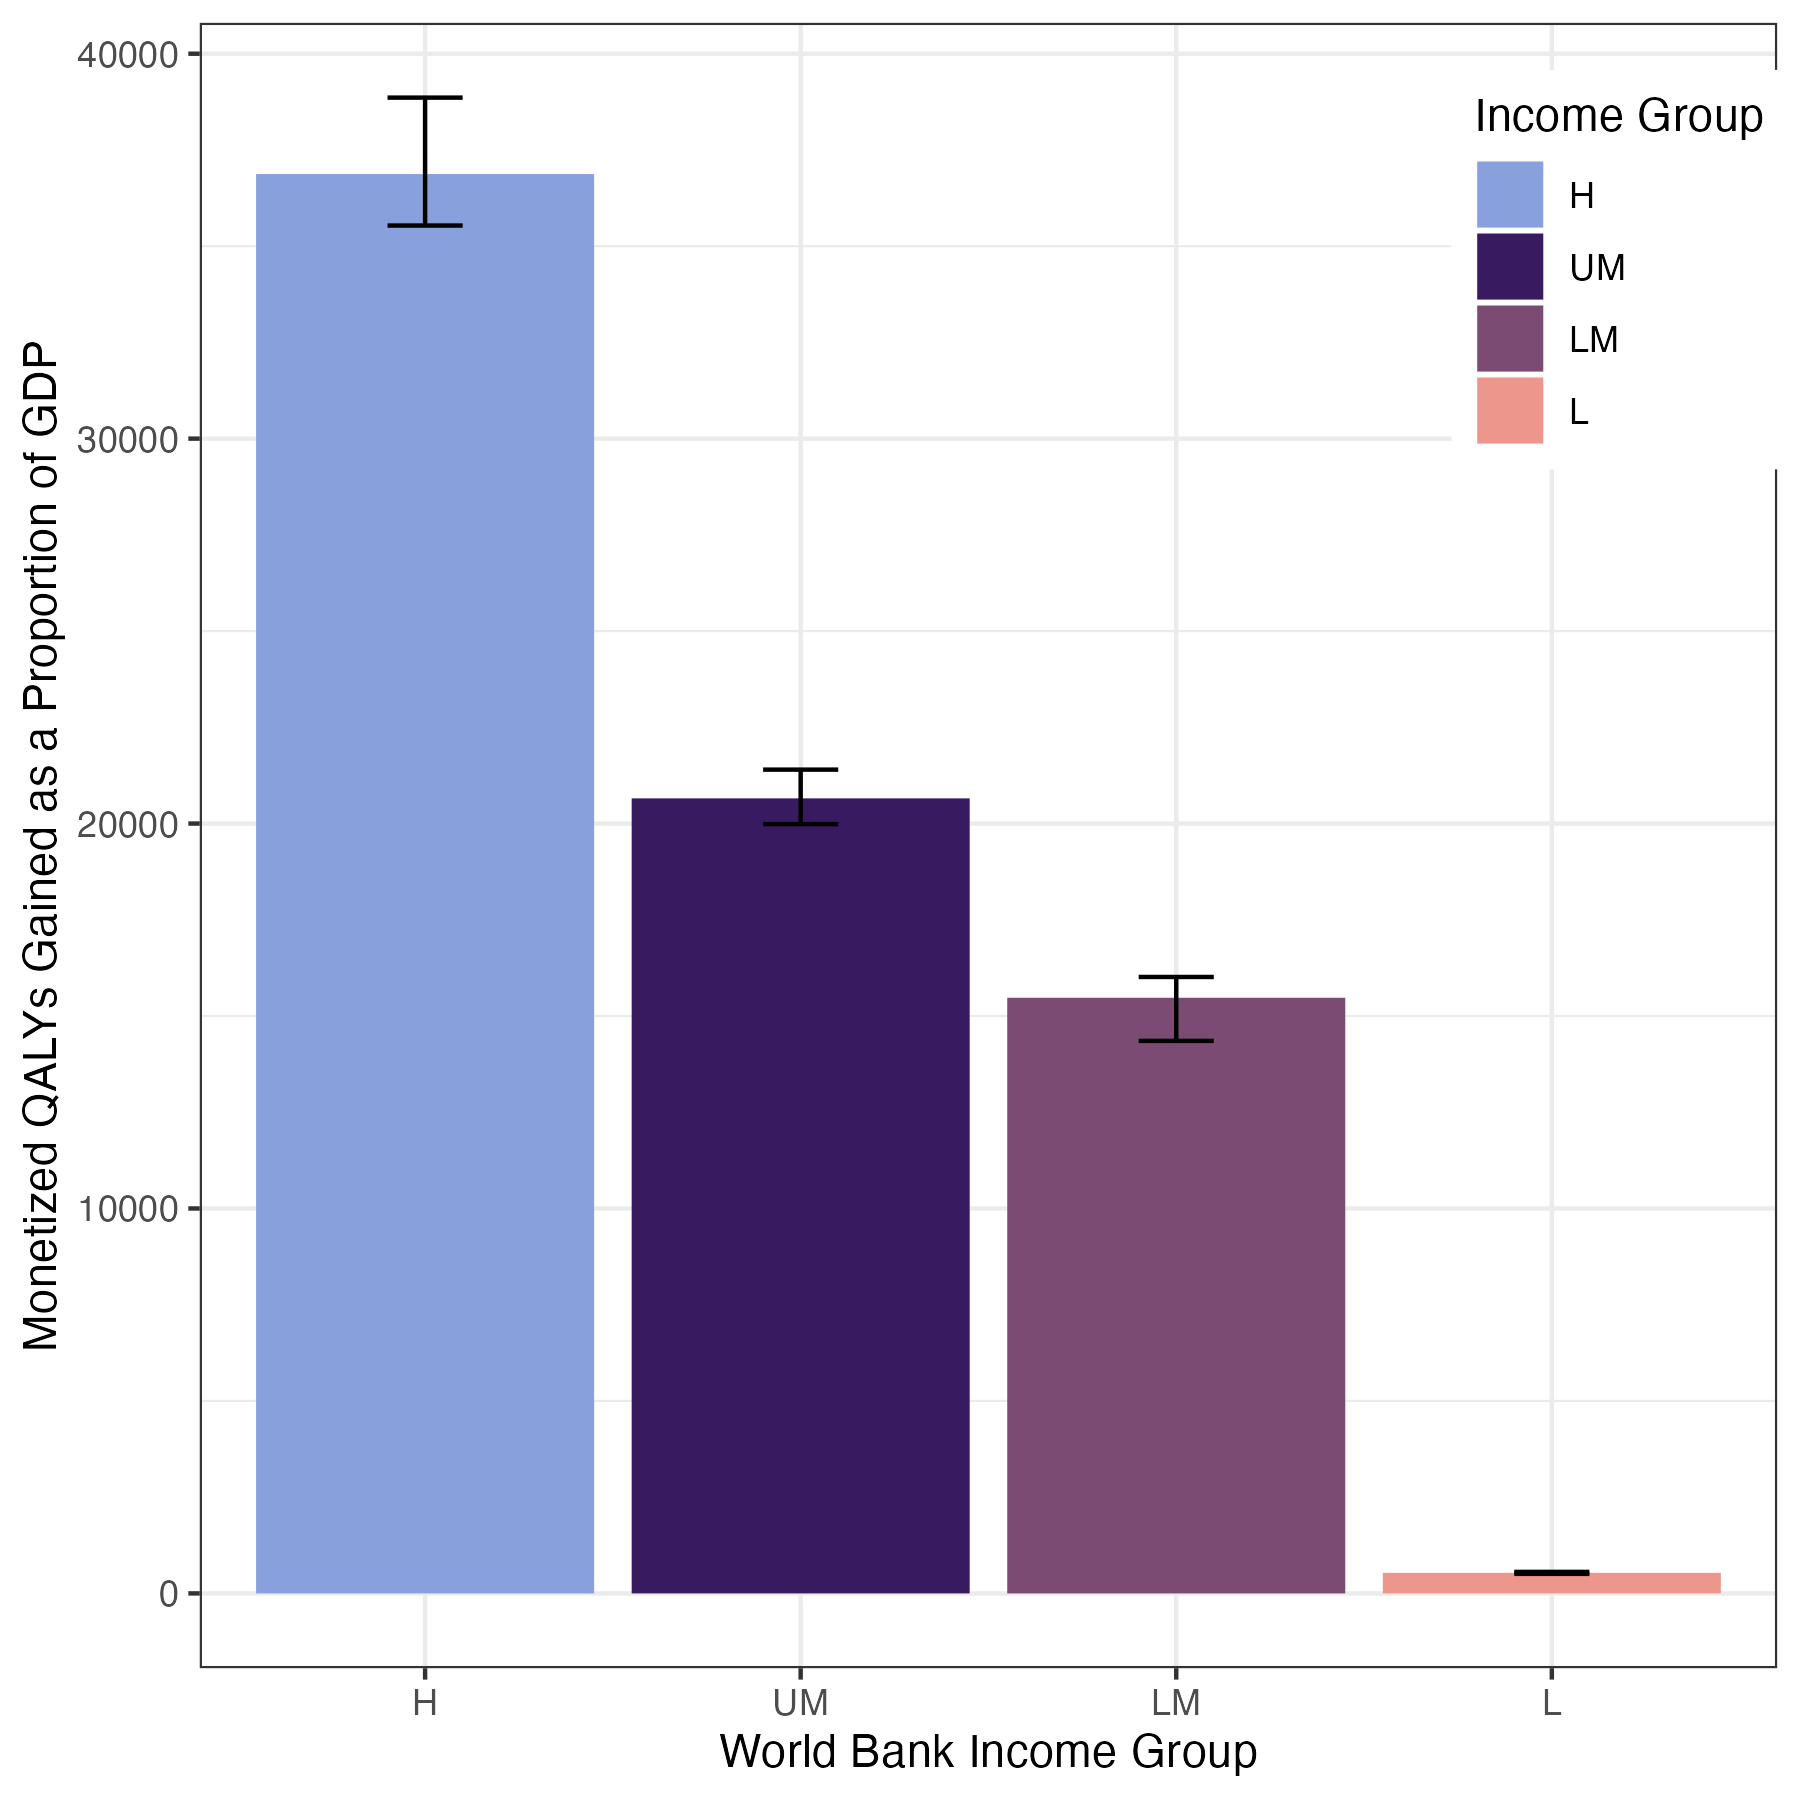 Monetized QALYs Gained as a Proportion of GDP
40000
30000
20000
10000
0
Income Group
H
UM
LM
L
H
UM
LM
L
World Bank Income Group